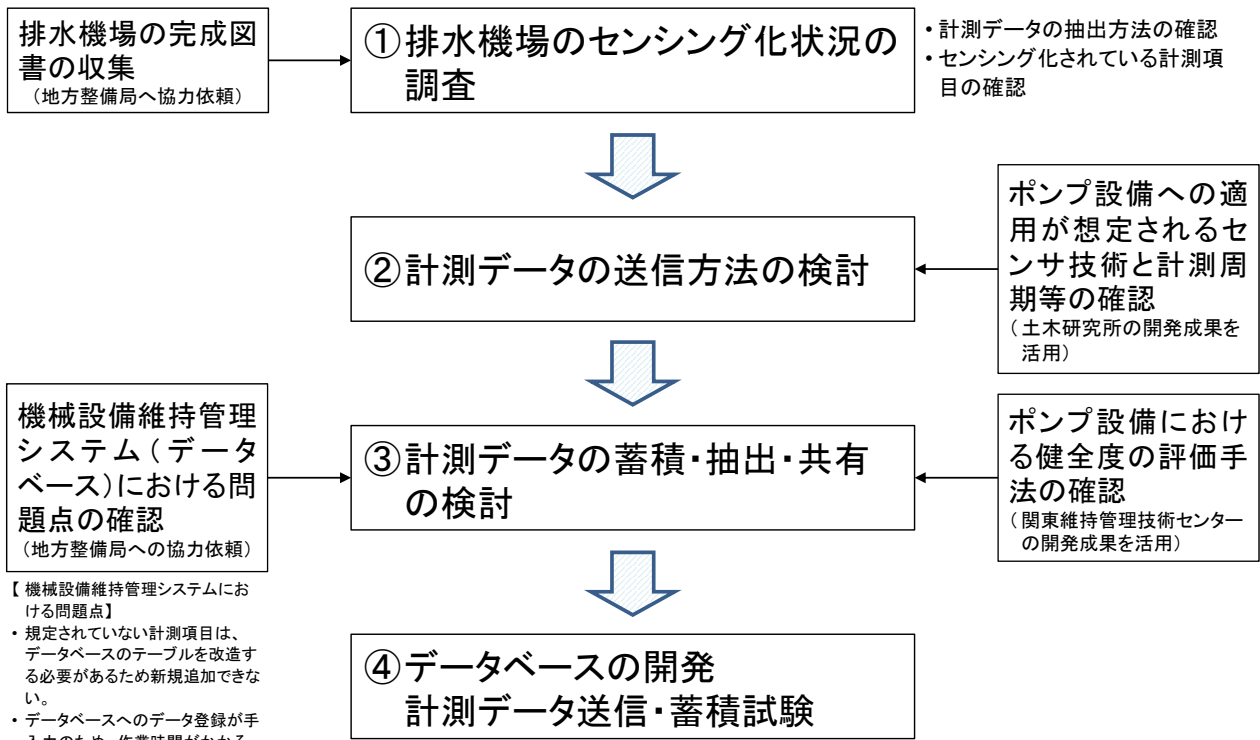 排水機場の完成図
書の収集
（地方整備局へ協力依頼）
①排水機場のセンシング化状況の
調査
・計測データの抽出方法の確認
・センシング化されている計測項
目の確認
②計測データの送信方法の検討
ポンプ設備への適
用が想定されるセ
ンサ技術と計測周
期等の確認
（土木研究所の開発成果を
活用）
機械設備維持管理
システム（データ
ベース）における問
題点の確認
（地方整備局への協力依頼）
③計測データの蓄積・抽出・共有
の検討
ポンプ設備におけ
る健全度の評価手
法の確認
（関東維持管理技術センター
の開発成果を活用）
【機械設備維持管理システムにお
ける問題点】
・規定されていない計測項目は、
データベースのテーブルを改造す
る必要があるため新規追加できな
い。
・データベースへのデータ登録が手
入力のため、作業時間がかかる
④データベースの開発
計測データ送信・蓄積試験